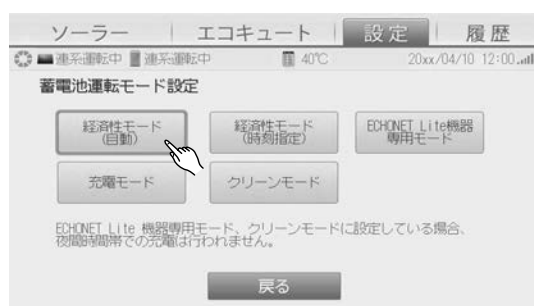 ソーラー エコキュート 設定 履歴
連系運転中 連系運転中 40℃ 20xx/04/10 12:00
蓄電池運転モード設定
経済性モード
(自動)
経済性モード
(時刻指定)
ECHONET Lite機器
専用モード
充電モード
クリーンモード
ECHONET Lite 機器専用モード、クリーンモードに設定している場合、
夜間時間帯での充電は行われません。
戻る